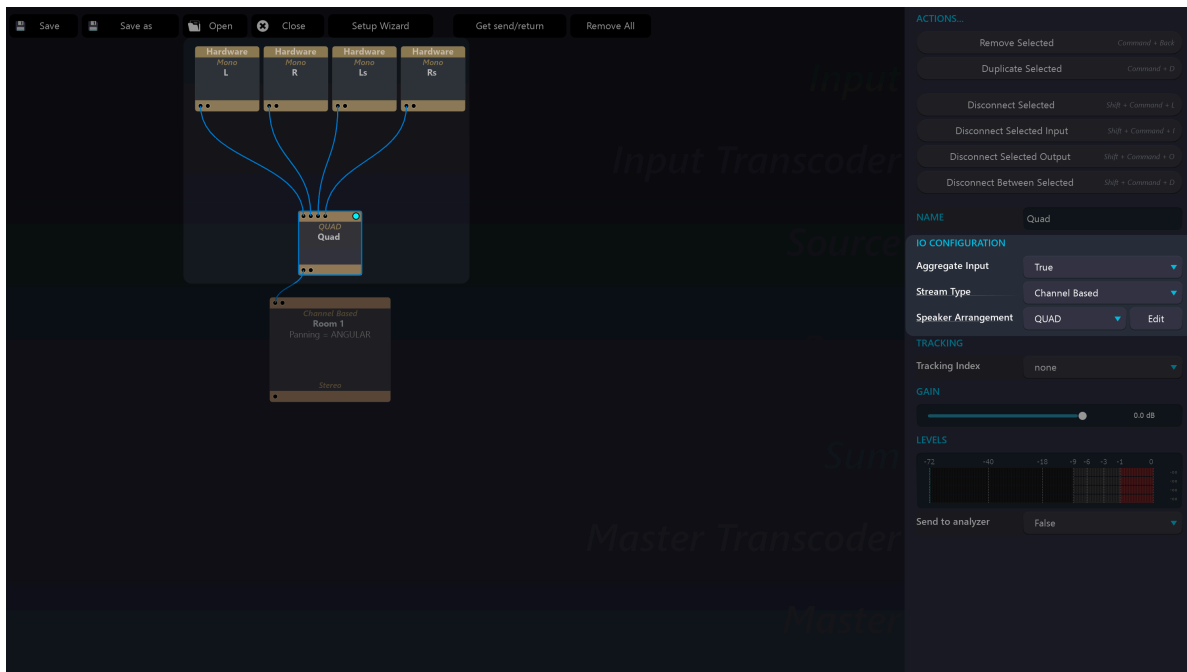 Save
Save as
Open
Close
Setup Wizard
Get send/return
Remove All
Hardware
Mono
L
Hardware
Mono
R
Hardware
Mono
Ls
Hardware
Mono
Rs
QUAD
Quad
Channel Based
Room 1
Panning = ANGULAR
Stereo
Input
Input Transcoder
Source
Sum
Master Transcoder
Master
ACTIONS...
Remove Selected Command + Back
Duplicate Selected Command + D
Disconnect Selected Shift + Command + L
Disconnect Selected Input Shift + Command + I
Disconnect Selected Output Shift + Command + O
Disconnect Between Selected Shift + Command + D
NAME Quad
IO CONFIGURATION
Aggregate Input True
Stream Type Channel Based
Speaker Arrangement QUAD Edit
TRACKING
Tracking Index none
GAIN
0.0 dB
LEVELS
-72 -40 -18 -9 -6 -3 -1 0
Send to analyzer False